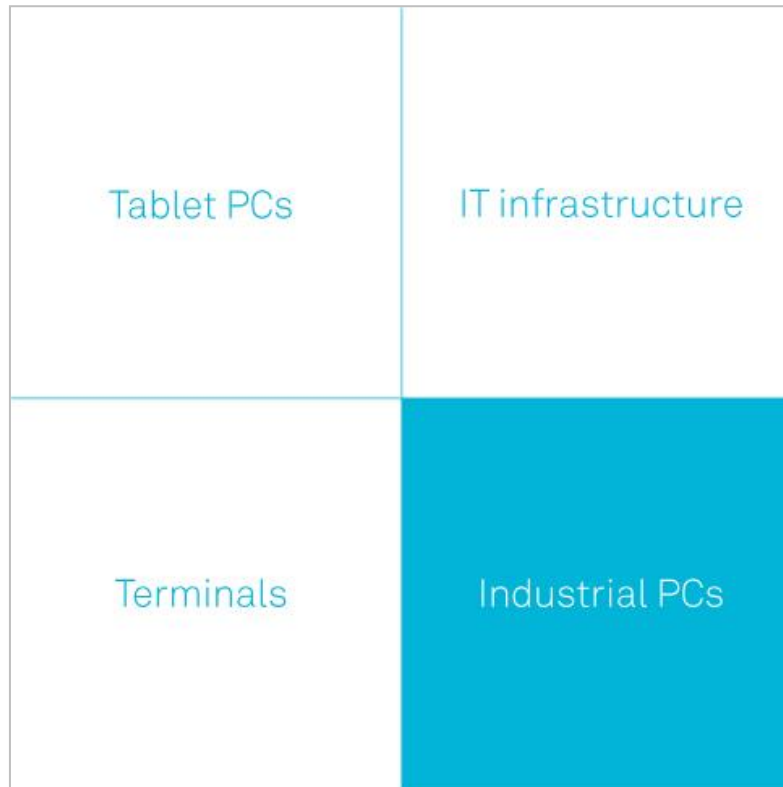 Tablet PCs
IT infrastructure
Terminals
Industrial PCs